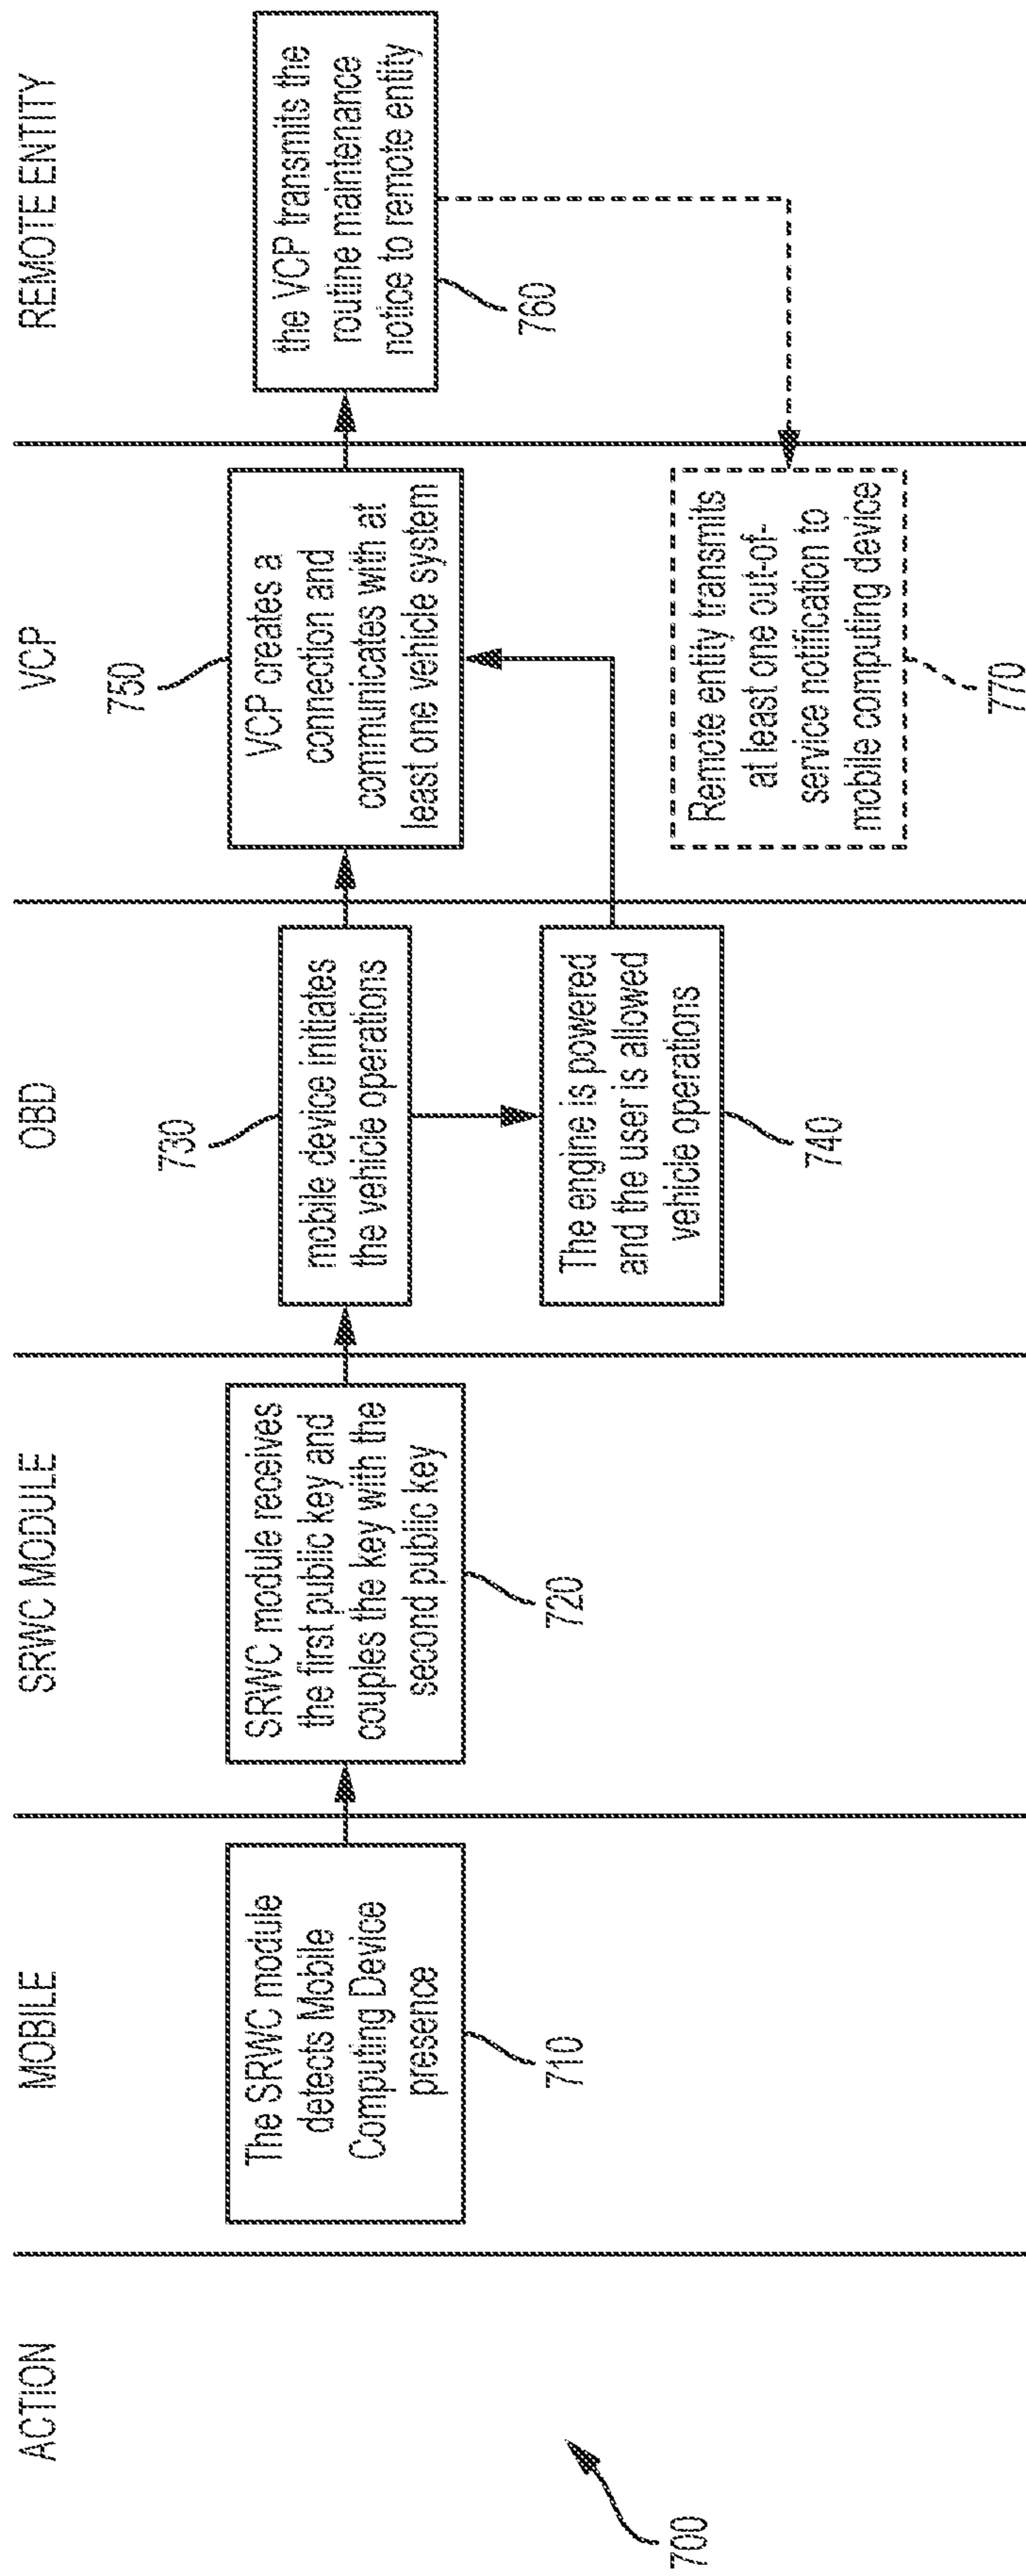 ACTION
MOBILE
SRWC MODULE
OBD
VCP
REMOTE ENTITY
The SRWC module
detects Mobile
Computing Device
presence
710
SRWC module receives
the first public key and
couples the key with the
second public key
720
730
mobile device initiates
the vehicle operations
The engine is powered
and the user is allowed
vehicle operations
740
750
VCP creates a
connection and
communicates with at
least one vehicle system
the VCP transmits the
routine maintenance
notice to remote entity
760
Remote entity transmits
at least one out-of-
service notification to
mobile computing device
770
700